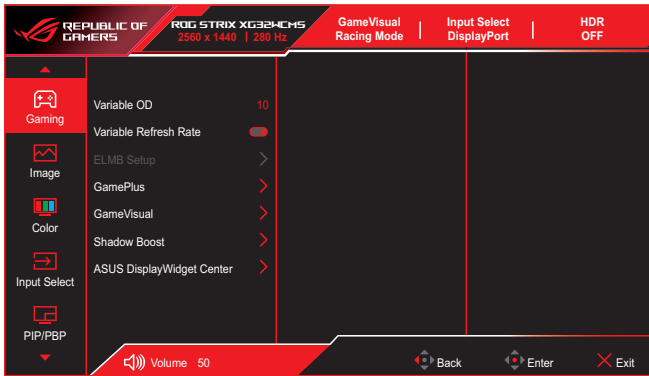 REPUBLIC OF
GAMERS
ROG STRIX XG32WCMS
2560 x 1440 | 280 Hz
GameVisual
Racing Mode
Input Select
DisplayPort
HDR
OFF
Gaming
Image
Color
Input Select
PIP/PBP
Variable OD 10
Variable Refresh Rate
ELMB Setup
GamePlus
GameVisual
Shadow Boost
ASUS DisplayWidget Center
Volume 50
Back
Enter
Exit